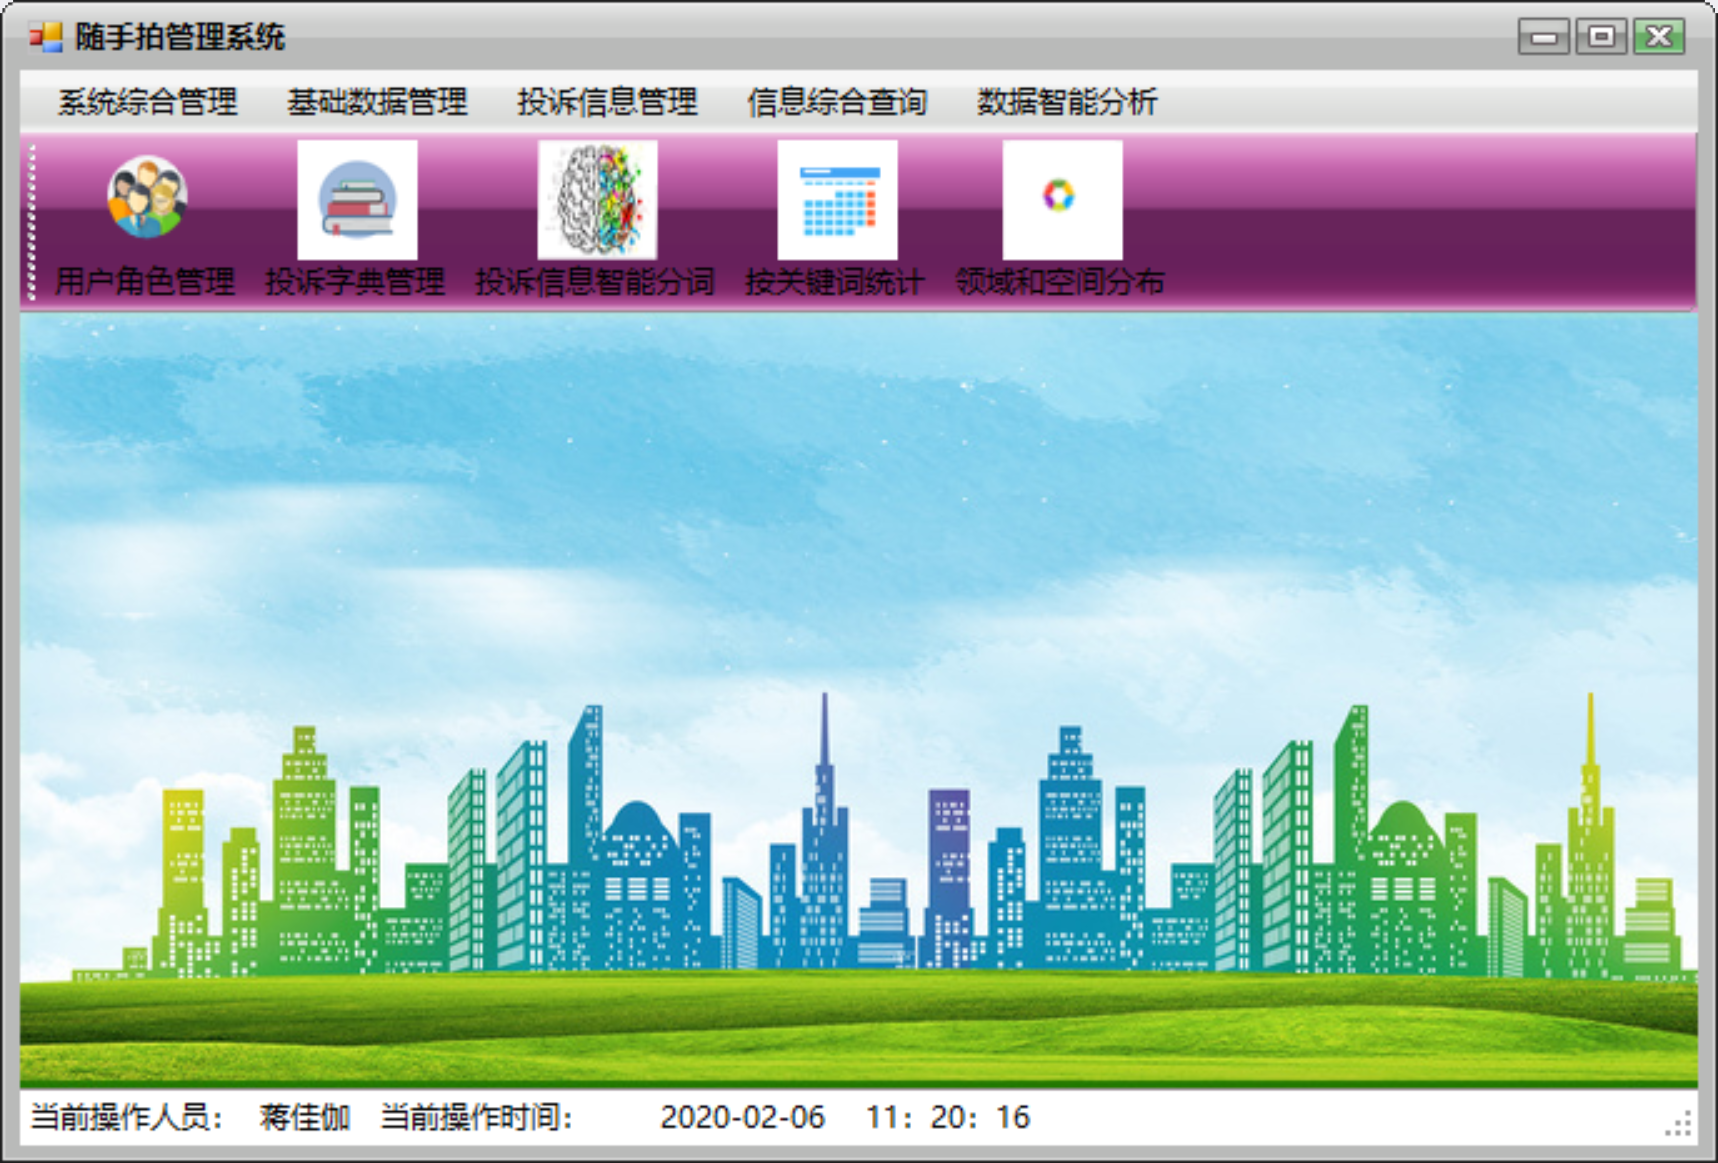 随手拍管理系统
系统综合管理 基础数据管理 投诉信息管理 信息综合查询 数据智能分析
用户角色管理 投诉字典管理 投诉信息智能分词 按关键词统计 领域和空间分布
当前操作人员： 蒋佳伽 当前操作时间： 2020-02-06 11：20：16